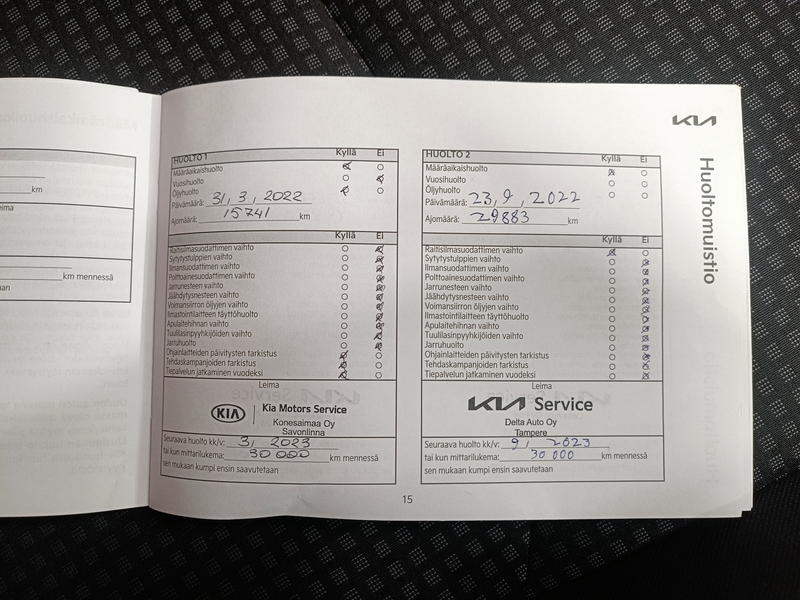 km
km mennessä
KIA
Huoltomuistio
HUOLTO 1 Kyllä Ei
Määräaikaishuolto
Vuosihuolto
Öljyhuolto
Päivämäärä: 31, 3, 2022
Ajomäärä: 15741 km
Kyllä Ei
Raitisilmasuodattimen vaihto
Sytytystulppien vaihto
Ilmansuodattimen vaihto
Polttoainesuodattimen vaihto
Jarrunesteen vaihto
Jäähdytysnesteen vaihto
Voimansiirron öljyjen vaihto
Ilmastointilaitteen täyttöhuolto
Apulaitehihnan vaihto
Tuulilasinpyyhkijöiden vaihto
Jarruhuolto
Ohjainlaitteiden päivitysten tarkistus
Tehdaskampanjoiden tarkistus
Tiepalvelun jatkaminen vuodeksi
Leima
KIA Kia Motors Service
Konesaimaa Oy
Savonlinna
Seuraava huolto kk/v: 3, 2023
tai kun mittarilukema: 30 000 km mennessä
sen mukaan kumpi ensin saavutetaan
HUOLTO 2 Kyllä Ei
Määräaikaishuolto
Vuosihuolto
Öljyhuolto
Päivämäärä: 23, 9, 2022
Ajomäärä: 29883 km
Kyllä Ei
Raitisilmasuodattimen vaihto
Sytytystulppien vaihto
Ilmansuodattimen vaihto
Polttoainesuodattimen vaihto
Jarrunesteen vaihto
Jäähdytysnesteen vaihto
Voimansiirron öljyjen vaihto
Ilmastointilaitteen täyttöhuolto
Apulaitehihnan vaihto
Tuulilasinpyyhkijöiden vaihto
Jarruhuolto
Ohjainlaitteiden päivitysten tarkistus
Tehdaskampanjoiden tarkistus
Tiepalvelun jatkaminen vuodeksi
Leima
KIA Service
Delta Auto Oy
Tampere
Seuraava huolto kk/v: 9, 2023
tai kun mittarilukema: 30 000 km mennessä
sen mukaan kumpi ensin saavutetaan
15